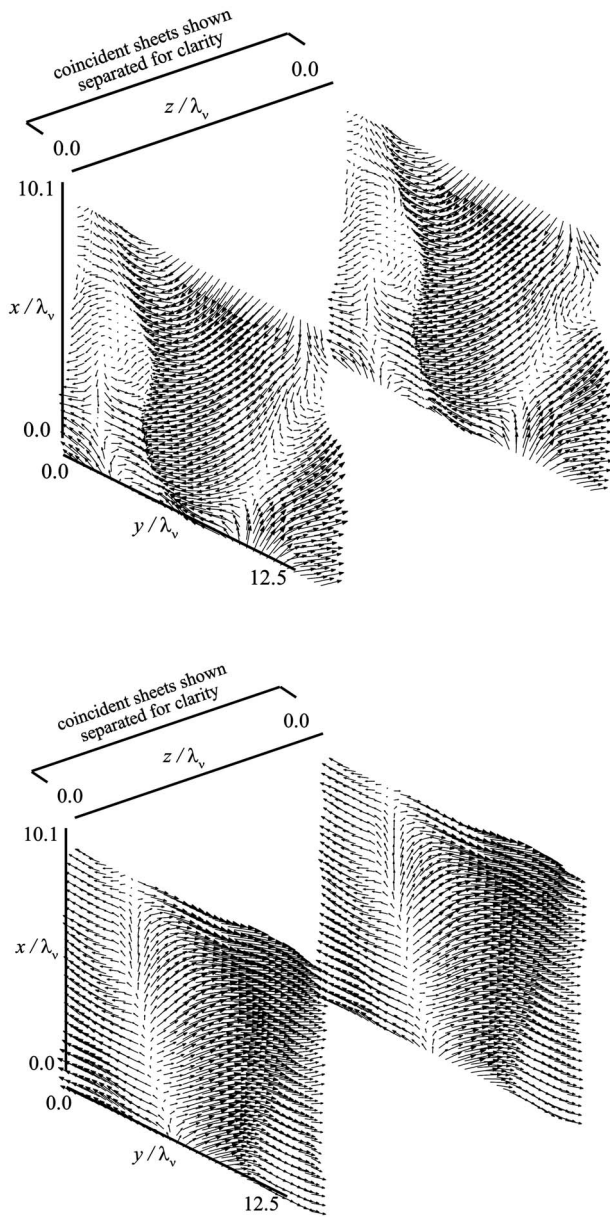 coincident sheets shown
separated for clarity
0.0
z / λν
0.0
10.1
x / λν
0.0
0.0
y / λν
12.5
coincident sheets shown
separated for clarity
0.0
z / λν
0.0
10.1
x / λν
0.0
0.0
y / λν
12.5